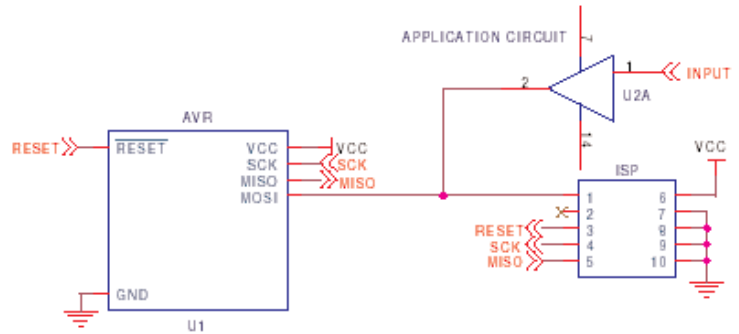 7
APPLICATION CIRCUIT
2
1
INPUT
U2A
14
AVR
RESET
RESET
VCC
VCC
SCK
SCK
MISO
MISO
MOSI
GND
U1
VCC
ISP
1
6
2
7
RESET
3
8
SCK
4
9
MISO
5
10